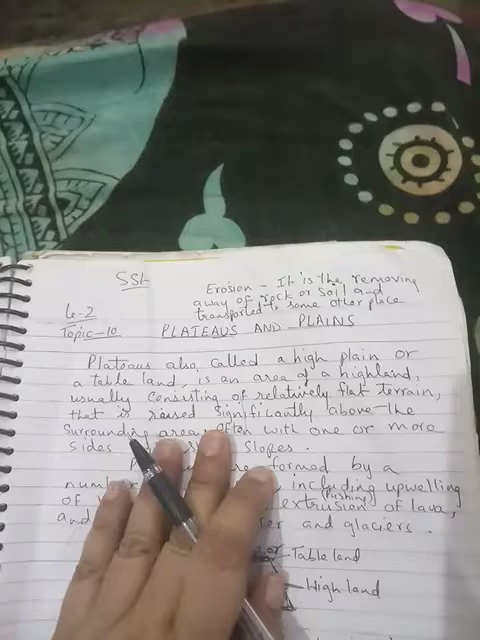 SSt
Erosion - It is the removing
away of rock or soil and
transported to some other place
L-2
Topic-10 PLATEAUS AND PLAINS
Plateaus also called a high plain or
a table land, is an area of a highland,
usually consisting of relatively flat terrain,
that is raised significantly above the
surrounding area, often with one or more
sides slopes.
formed by a
number including upwelling
(Pushing)
of extrusion of lava,
and and glaciers.
Table land
High land